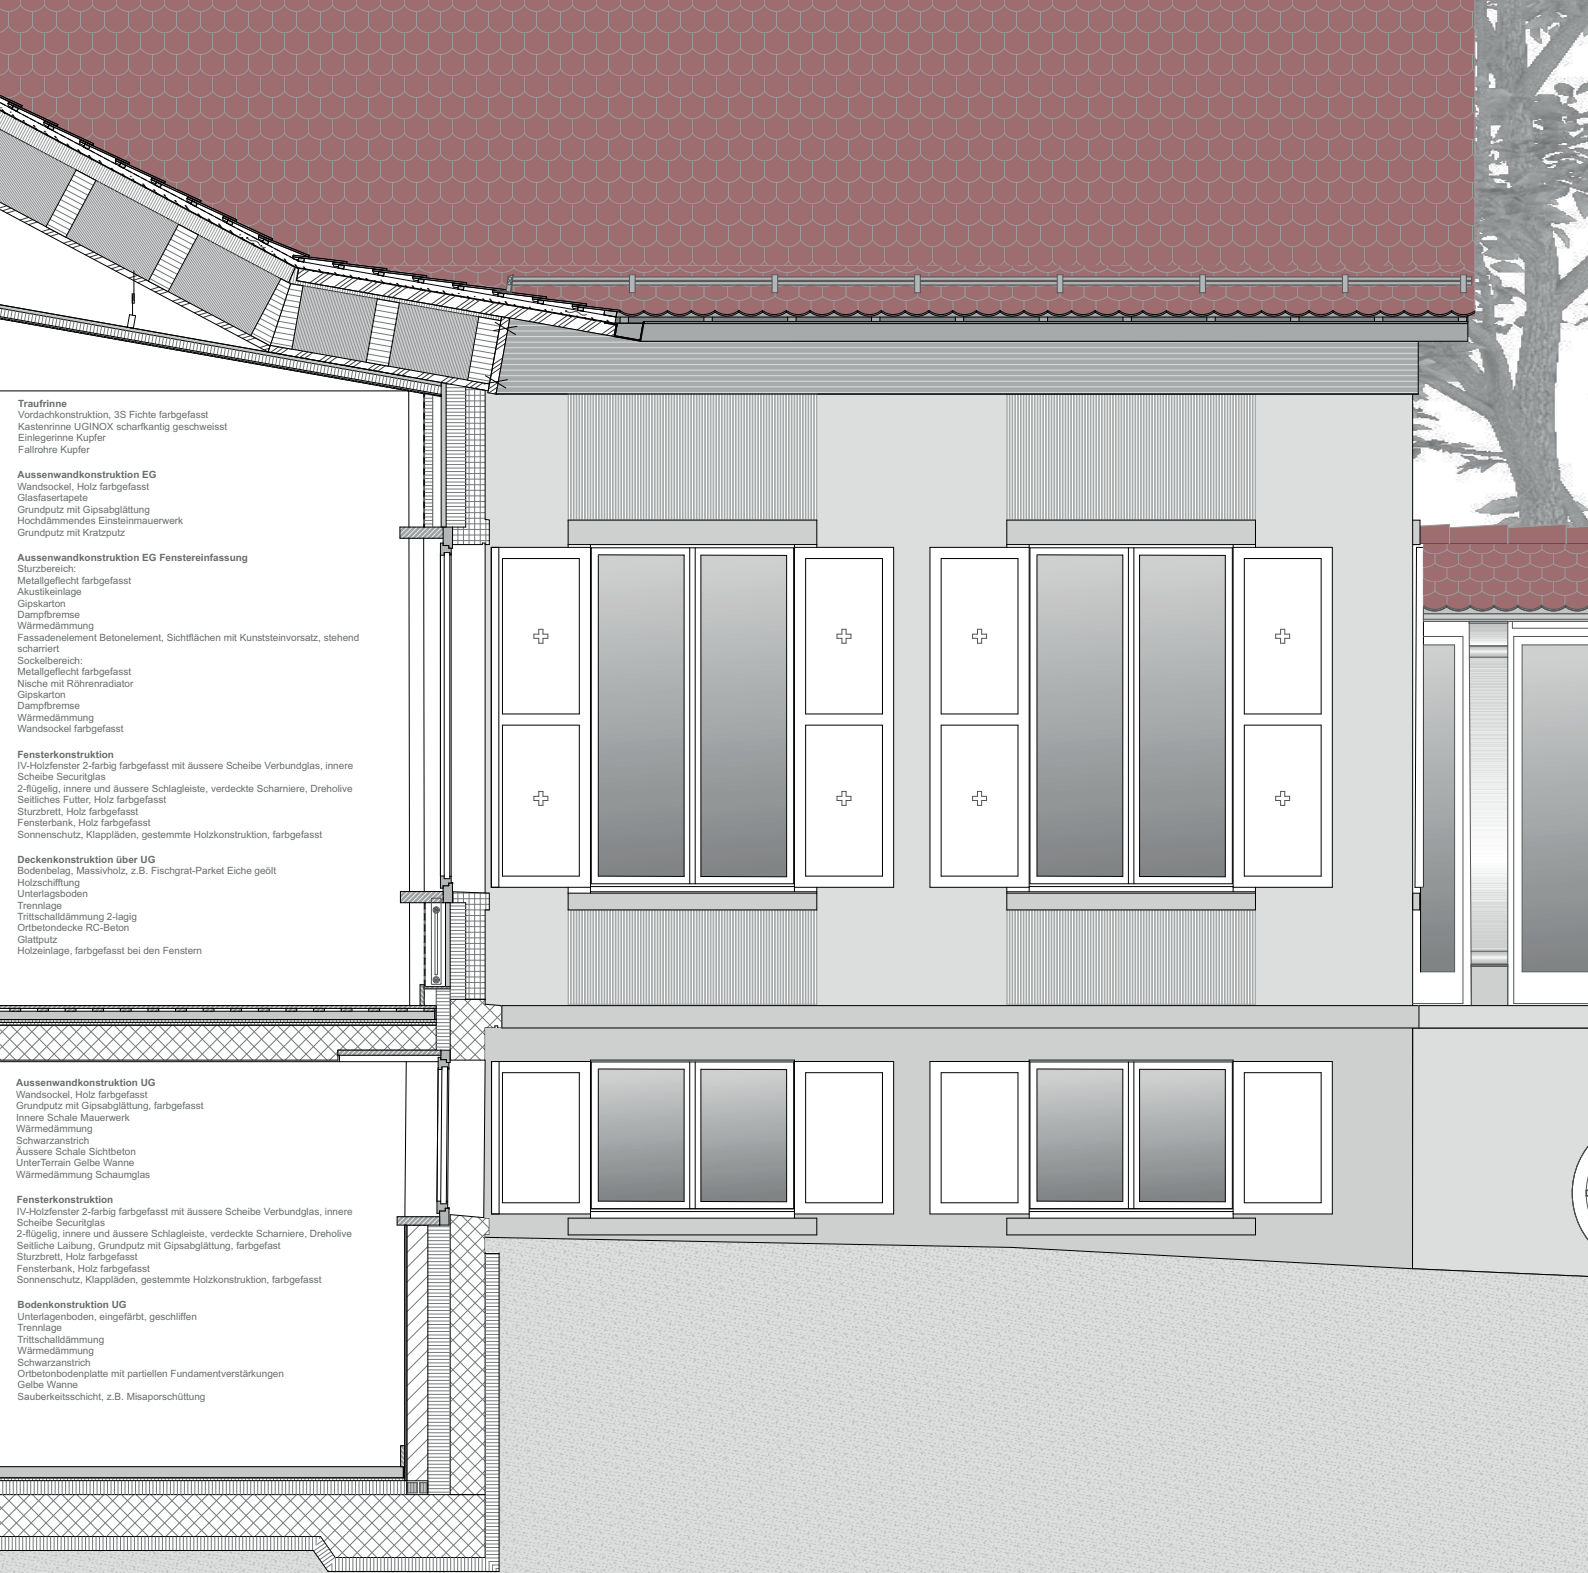 Traufrinne
Vordachkonstruktion, 3S Fichte farbgefasst
Kastenrinne UGINOX scharfkantig geschweisst
Einlegerinne Kupfer
Fallrohre Kupfer
Aussenwandkonstruktion EG
Wandsockel, Holz farbgefasst
Glasfasertapete
Grundputz mit Gipsabglättung
Hochdämmendes Einsteinmauerwerk
Grundputz mit Kratzputz
Aussenwandkonstruktion EG Fenstereinfassung
Sturzbereich:
Metallgeflecht farbgefasst
Akustikeinlage
Gipskarton
Dampfbremse
Wärmedämmung
Fassadenelement Betonelement, Sichtflächen mit Kunststeinvorsatz, stehend
scharriert
Sockelbereich:
Metallgeflecht farbgefasst
Nische mit Röhrenradiator
Gipskarton
Dampfbremse
Wärmedämmung
Wandsockel farbgefasst
Fensterkonstruktion
IV-Holzfenster 2-farbig farbgefasst mit äussere Scheibe Verbundglas, innere
Scheibe Securitglas
2-flügelig, innere und äussere Schlagleiste, verdeckte Scharniere, Dreholive
Seitliches Futter, Holz farbgefasst
Sturzbrett, Holz farbgefasst
Fensterbank, Holz farbgefasst
Sonnenschutz, Klappläden, gestemmte Holzkonstruktion, farbgefasst
Deckenkonstruktion über UG
Bodenbelag, Massivholz, z.B. Fischgrat-Parket Eiche geölt
Holzschifftung
Unterlagsboden
Trennlage
Trittschalldämmung 2-lagig
Ortbetondecke RC-Beton
Glattputz
Holzeinlage, farbgefasst bei den Fenstern
Aussenwandkonstruktion UG
Wandsockel, Holz farbgefasst
Grundputz mit Gipsabglättung, farbgefasst
Innere Schale Mauerwerk
Wärmedämmung
Schwarzanstrich
Äussere Schale Sichtbeton
UnterTerrain Gelbe Wanne
Wärmedämmung Schaumglas
Fensterkonstruktion
IV-Holzfenster 2-farbig farbgefasst mit äussere Scheibe Verbundglas, innere
Scheibe Securitglas
2-flügelig, innere und äussere Schlagleiste, verdeckte Scharniere, Dreholive
Seitliche Laibung, Grundputz mit Gipsabglättung, farbgefast
Sturzbrett, Holz farbgefasst
Fensterbank, Holz farbgefasst
Sonnenschutz, Klappläden, gestemmte Holzkonstruktion, farbgefasst
Bodenkonstruktion UG
Unterlagenboden, eingefärbt, geschliffen
Trennlage
Trittschalldämmung
Wärmedämmung
Schwarzanstrich
Ortbetonbodenplatte mit partiellen Fundamentverstärkungen
Gelbe Wanne
Sauberkeitsschicht, z.B. Misaporschüttung